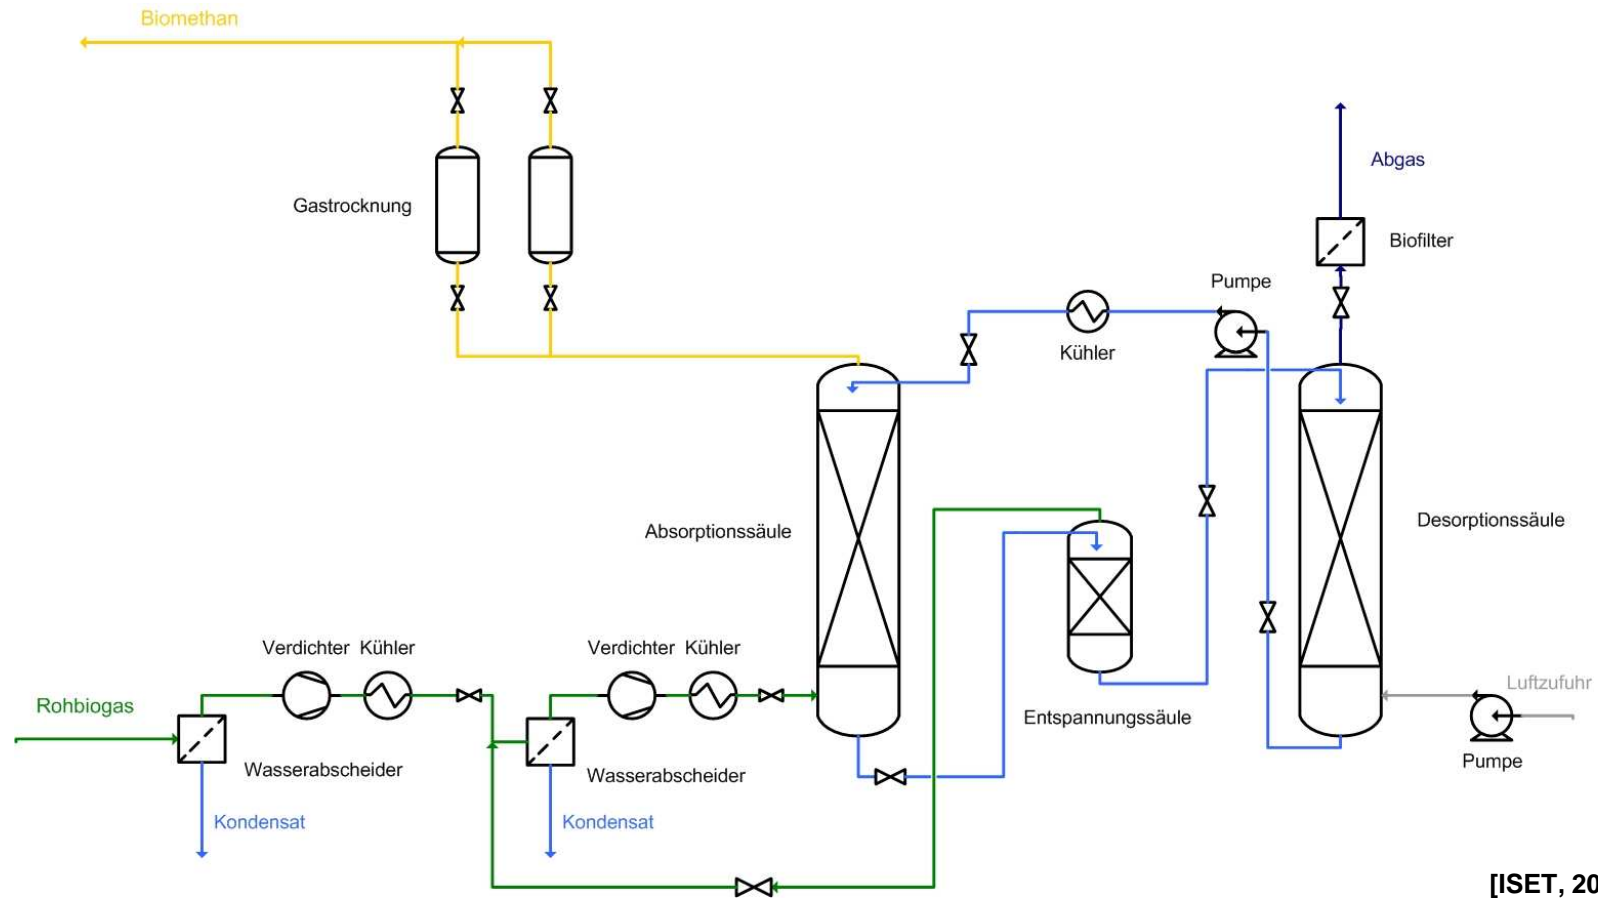 Biomethan
Abgas
Gastrocknung
Biofilter
Pumpe
Kühler
Absorptionssäule
Desorptionssäule
Verdichter Kühler
Verdichter Kühler
Luftzufuhr
Rohbiogas
Entspannungssäule
Wasserabscheider
Wasserabscheider
Pumpe
Kondensat
Kondensat
[ISET, 20